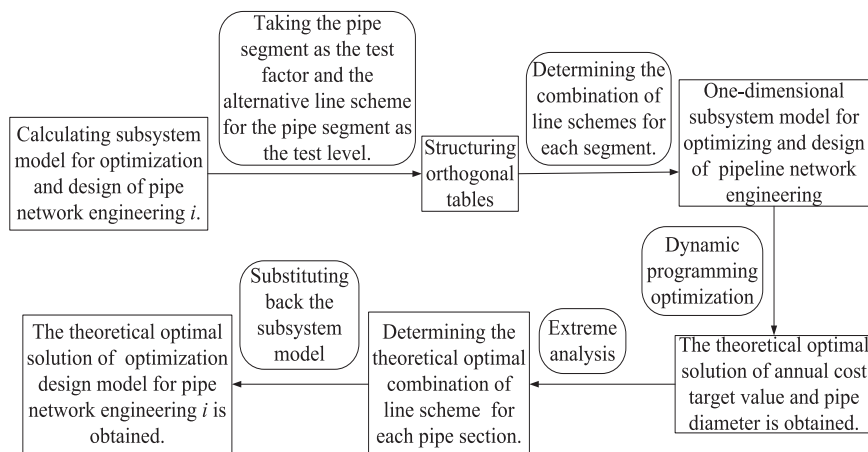 Taking the pipe
segment as the test
factor and the
alternative line scheme
for the pipe segment as
the test level.
Determining the
combination of
line schemes for
each segment.
Calculating subsystem
model for optimization
and design of pipe
network engineering i.
Structuring
orthogonal
tables
One-dimensional
subsystem model for
optimizing and design
of pipeline network
engineering
Dynamic
programming
optimization
The theoretical optimal
solution of annual cost
target value and pipe
diameter is obtained.
Extreme
analysis
Determining the
theoretical optimal
combination of
line scheme for
each pipe section.
Substituting
back the
subsystem
model
The theoretical optimal
solution of optimization
design model for pipe
network engineering i is
obtained.